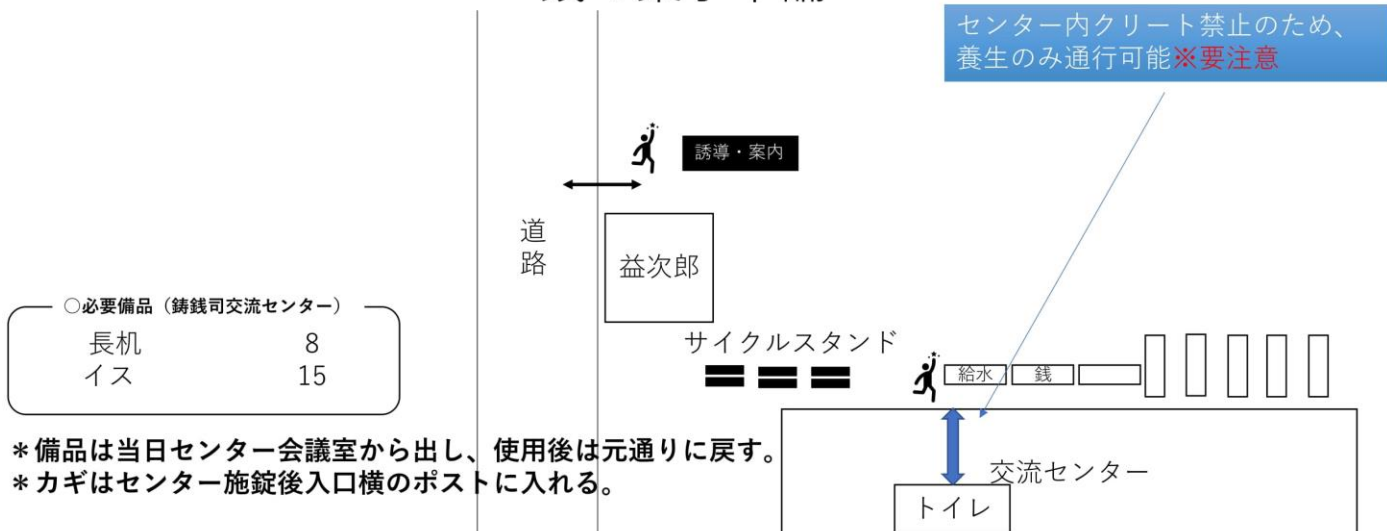 センター内クリート禁止のため、
養生のみ通行可能※要注意
誘導・案内
道路
益次郎
○必要備品（鋳銭司交流センター）
長机 8
イス 15
サイクルスタンド
給水 銭
＊備品は当日センター会議室から出し、使用後は元通りに戻す。
＊カギはセンター施錠後入口横のポストに入れる。
交流センター
トイレ